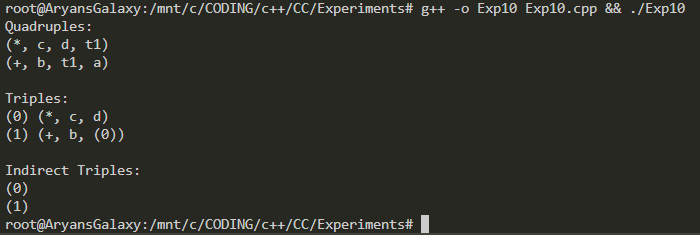 root@AryansGalaxy:/mnt/c/CODING/c++/CC/Experiments# g++ -o Exp10 Exp10.cpp && ./Exp10
Quadruples:
(*, c, d, t1)
(+, b, t1, a)
Triples:
(0) (*, c, d)
(1) (+, b, (0))
Indirect Triples:
(0)
(1)
root@AryansGalaxy:/mnt/c/CODING/c++/CC/Experiments#